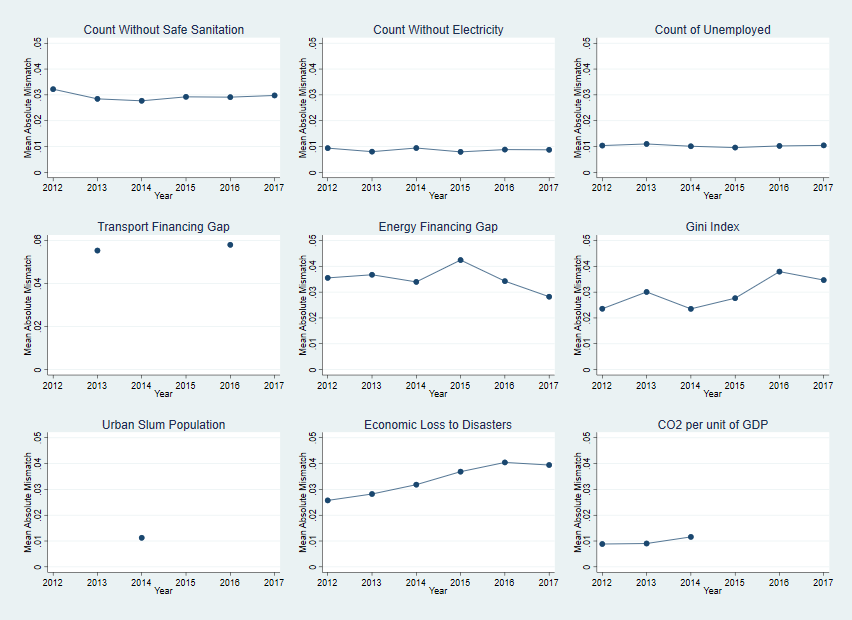 Count Without Safe Sanitation
Mean Absolute Mismatch
0 .01 .02 .03 .04 .05
2012 2013 2014 2015 2016 2017
Year
Count Without Electricity
Mean Absolute Mismatch
0 .01 .02 .03 .04 .05
2012 2013 2014 2015 2016 2017
Year
Count of Unemployed
Mean Absolute Mismatch
0 .01 .02 .03 .04 .05
2012 2013 2014 2015 2016 2017
Year
Transport Financing Gap
Mean Absolute Mismatch
0 .02 .04 .06
2012 2013 2014 2015 2016 2017
Year
Energy Financing Gap
Mean Absolute Mismatch
0 .01 .02 .03 .04 .05
2012 2013 2014 2015 2016 2017
Year
Gini Index
Mean Absolute Mismatch
0 .01 .02 .03 .04 .05
2012 2013 2014 2015 2016 2017
Year
Urban Slum Population
Mean Absolute Mismatch
0 .01 .02 .03 .04 .05
2012 2013 2014 2015 2016 2017
Year
Economic Loss to Disasters
Mean Absolute Mismatch
0 .01 .02 .03 .04 .05
2012 2013 2014 2015 2016 2017
Year
CO2 per unit of GDP
Mean Absolute Mismatch
0 .01 .02 .03 .04 .05
2012 2013 2014 2015 2016 2017
Year